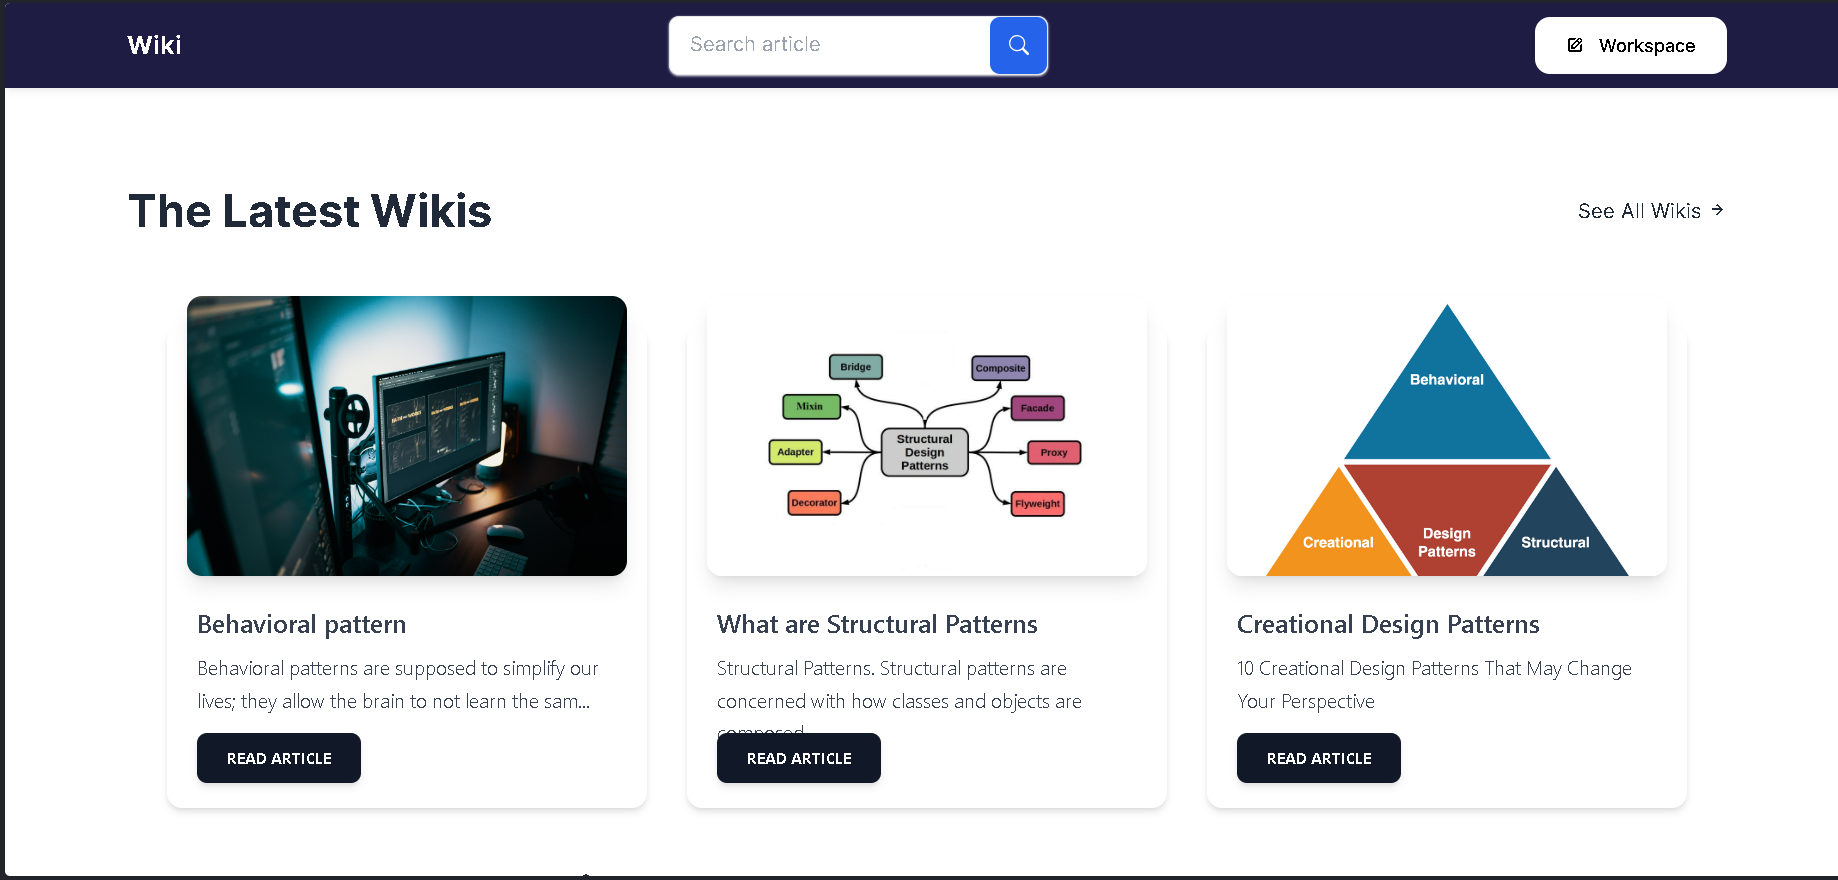 Wiki
Search article
Workspace
The Latest Wikis
See All Wikis
Bridge
Composite
Mixin
Facade
Structural
Design
Patterns
Adapter
Proxy
Decorator
Flyweight
Behavioral
Creational
Design
Patterns
Structural
Behavioral pattern
Behavioral patterns are supposed to simplify our
lives; they allow the brain to not learn the sam...
READ ARTICLE
What are Structural Patterns
Structural Patterns. Structural patterns are
concerned with how classes and objects are
composed
READ ARTICLE
Creational Design Patterns
10 Creational Design Patterns That May Change
Your Perspective
READ ARTICLE